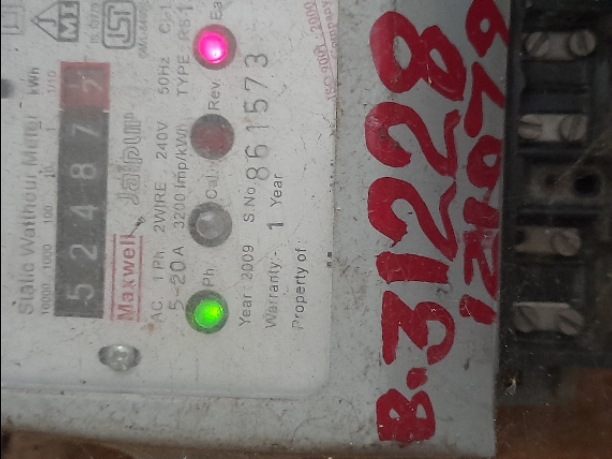 Static Watthour Meter
10000 1000 100 10 1 1/10 kWh
5 2 4 8 7
Maxwell Jaipur
AC. 1 Ph 2WIRE 240V 50Hz
5-20A 3200 Imp/kWh TYPE
Ph Cal. Rev. Ea
Year : 2009 S.No. 861573
Warranty:- 1 Year
Property of :
B.31228
121979